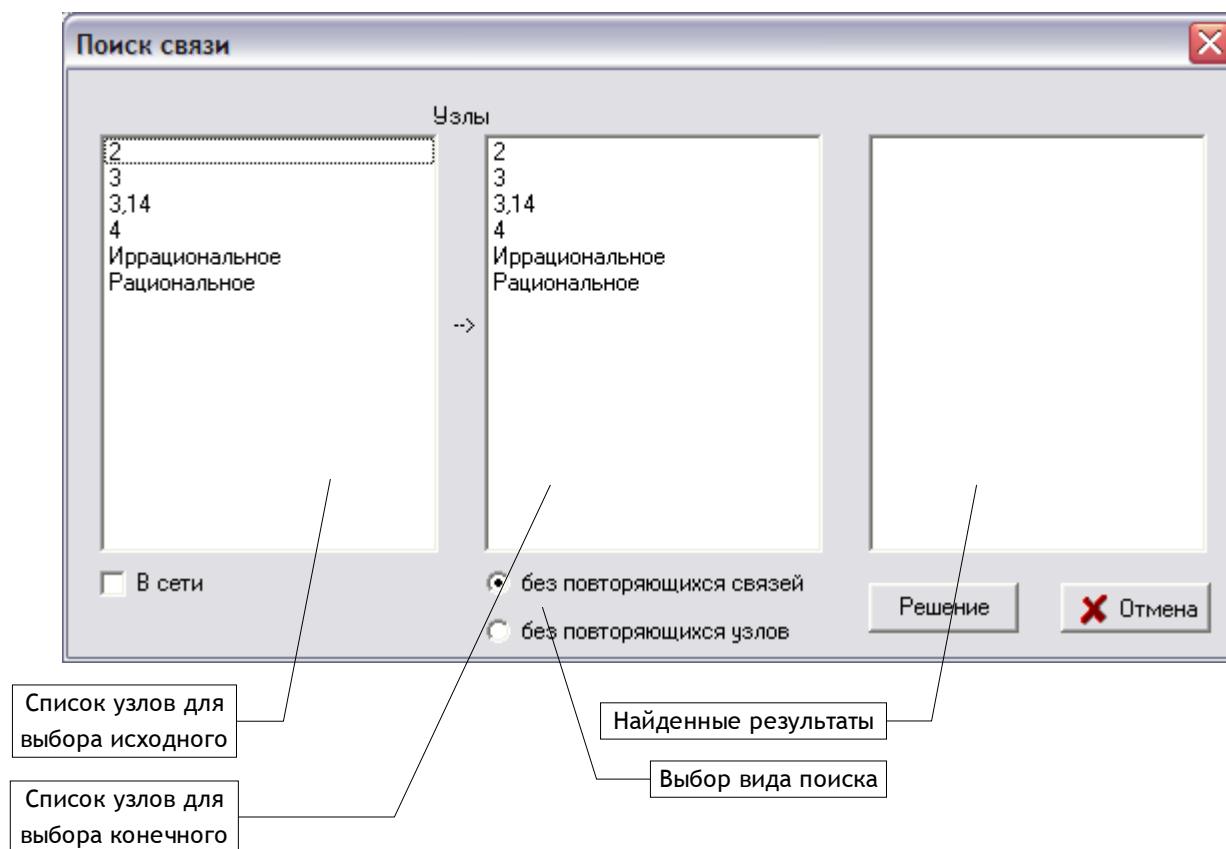 Поиск связи
Узлы
2
3
3,14
4
Иррациональное
Рациональное
-->
2
3
3,14
4
Иррациональное
Рациональное
В сети
без повторяющихся связей
без повторяющихся узлов
Решение
Отмена
Список узлов для
выбора исходного
Найденные результаты
Выбор вида поиска
Список узлов для
выбора конечного